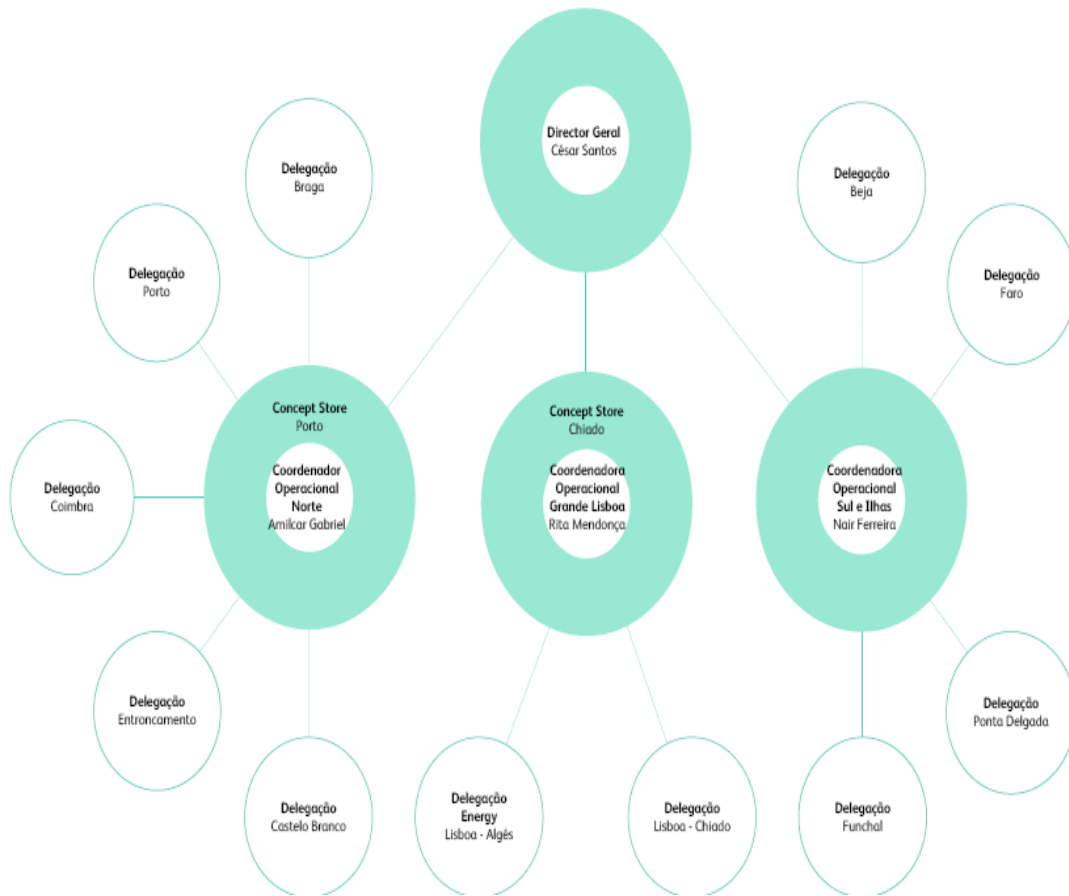 Director Geral
César Santos
Delegação
Braga
Delegação
Beja
Delegação
Porto
Delegação
Faro
Concept Store
Porto
Coordenador
Operacional
Norte
Amilcar Gabriel
Concept Store
Chiado
Coordenadora
Operacional
Grande Lisboa
Rita Mendonça
Coordenadora
Operacional
Sul e Ilhas
Nair Ferreira
Delegação
Coimbra
Delegação
Entroncamento
Delegação
Ponta Delgada
Delegação
Castelo Branco
Delegação
Energy
Lisboa - Algés
Delegação
Lisboa - Chiado
Delegação
Funchal